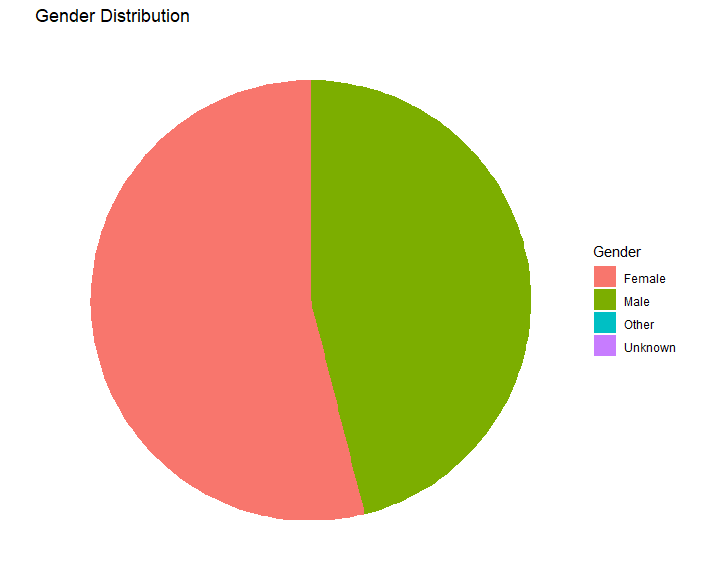 Gender Distribution
Gender
Female
Male
Other
Unknown